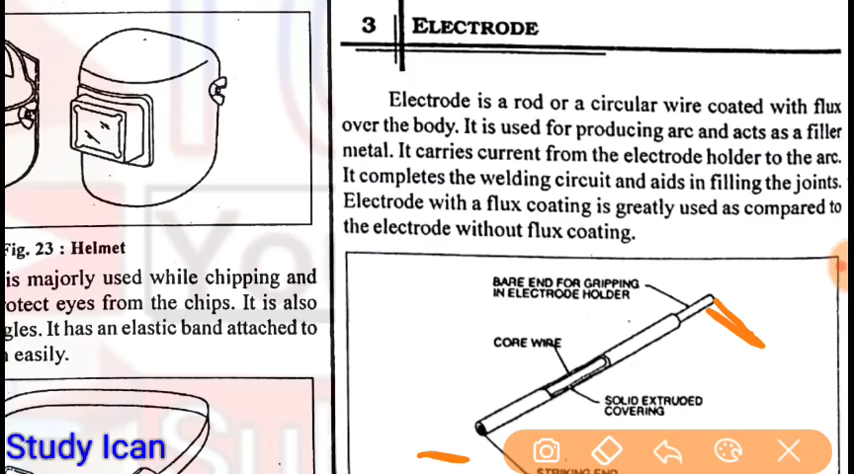 Fig. 23 : Helmet
is majorly used while chipping and
otect eyes from the chips. It is also
gles. It has an elastic band attached to
easily.
Study Ican
3 ELECTRODE
Electrode is a rod or a circular wire coated with flux
over the body. It is used for producing arc and acts as a filler
metal. It carries current from the electrode holder to the arc.
It completes the welding circuit and aids in filling the joints.
Electrode with a flux coating is greatly used as compared to
the electrode without flux coating.
BARE END FOR GRIPPING
IN ELECTRODE HOLDER
CORE WIRE
SOLID EXTRUDED
COVERING
STRIKING END